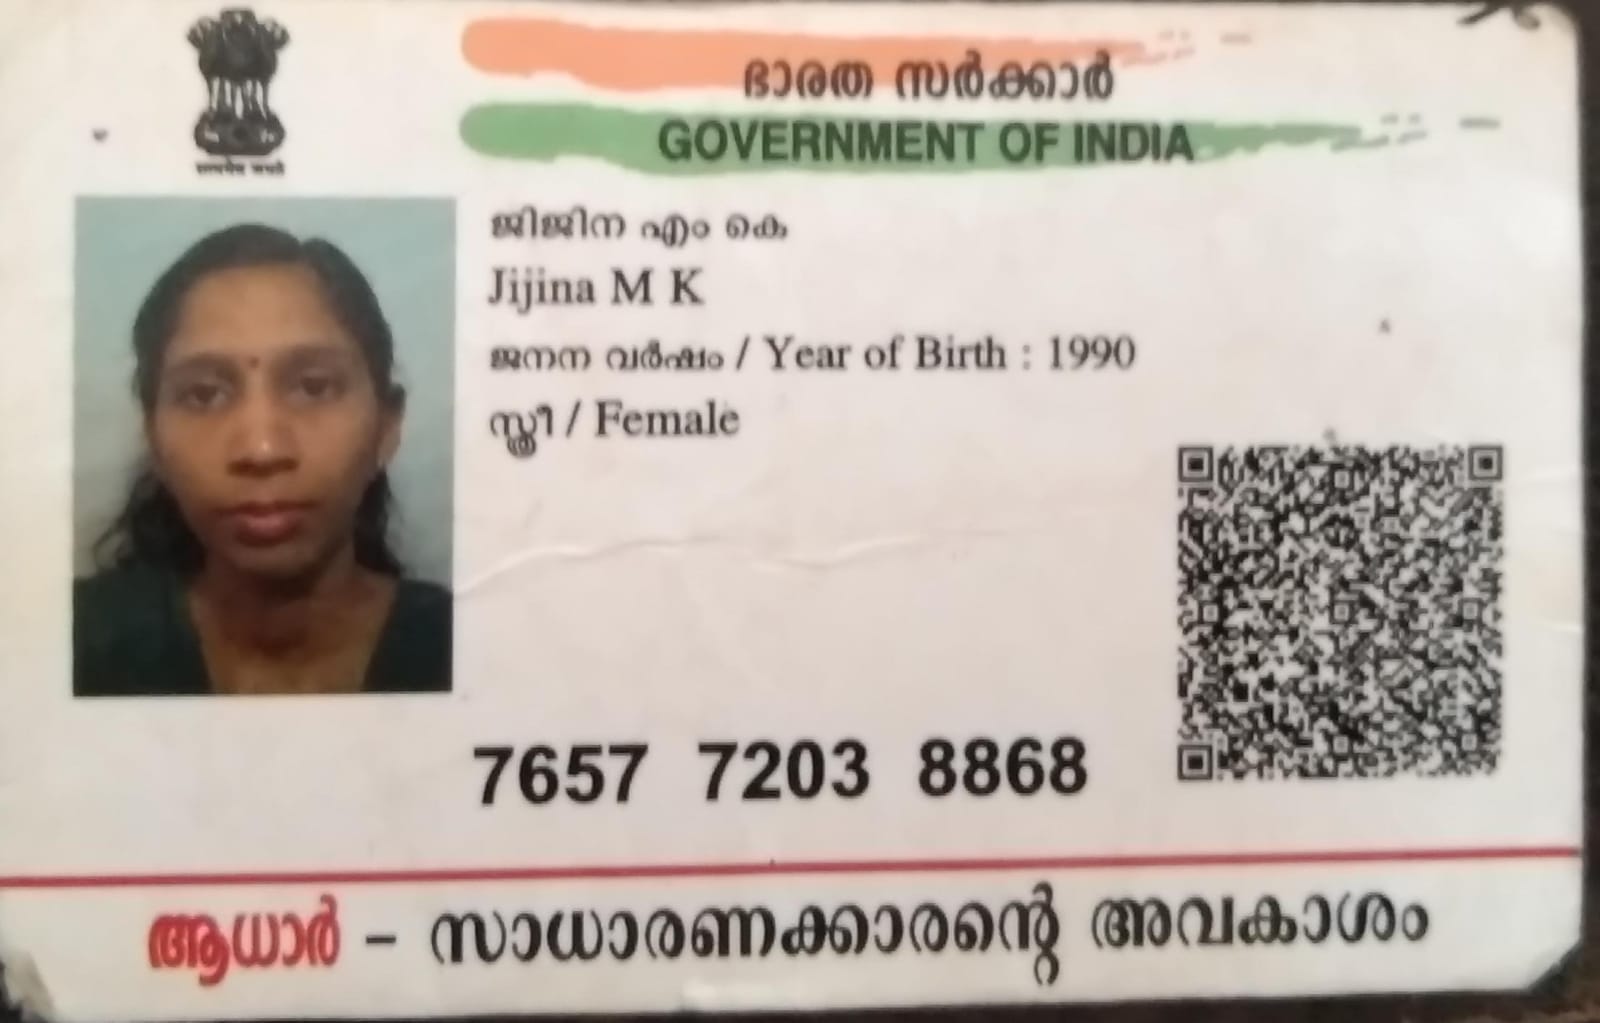 ഭാരത സർക്കാർ
GOVERNMENT OF INDIA
ജിജിന എം കെ
Jijina M K
ജനന വർഷം / Year of Birth : 1990
സ്ത്രീ / Female
7657 7203 8868
ആധാർ – സാധാരണക്കാരന്റെ അവകാശം